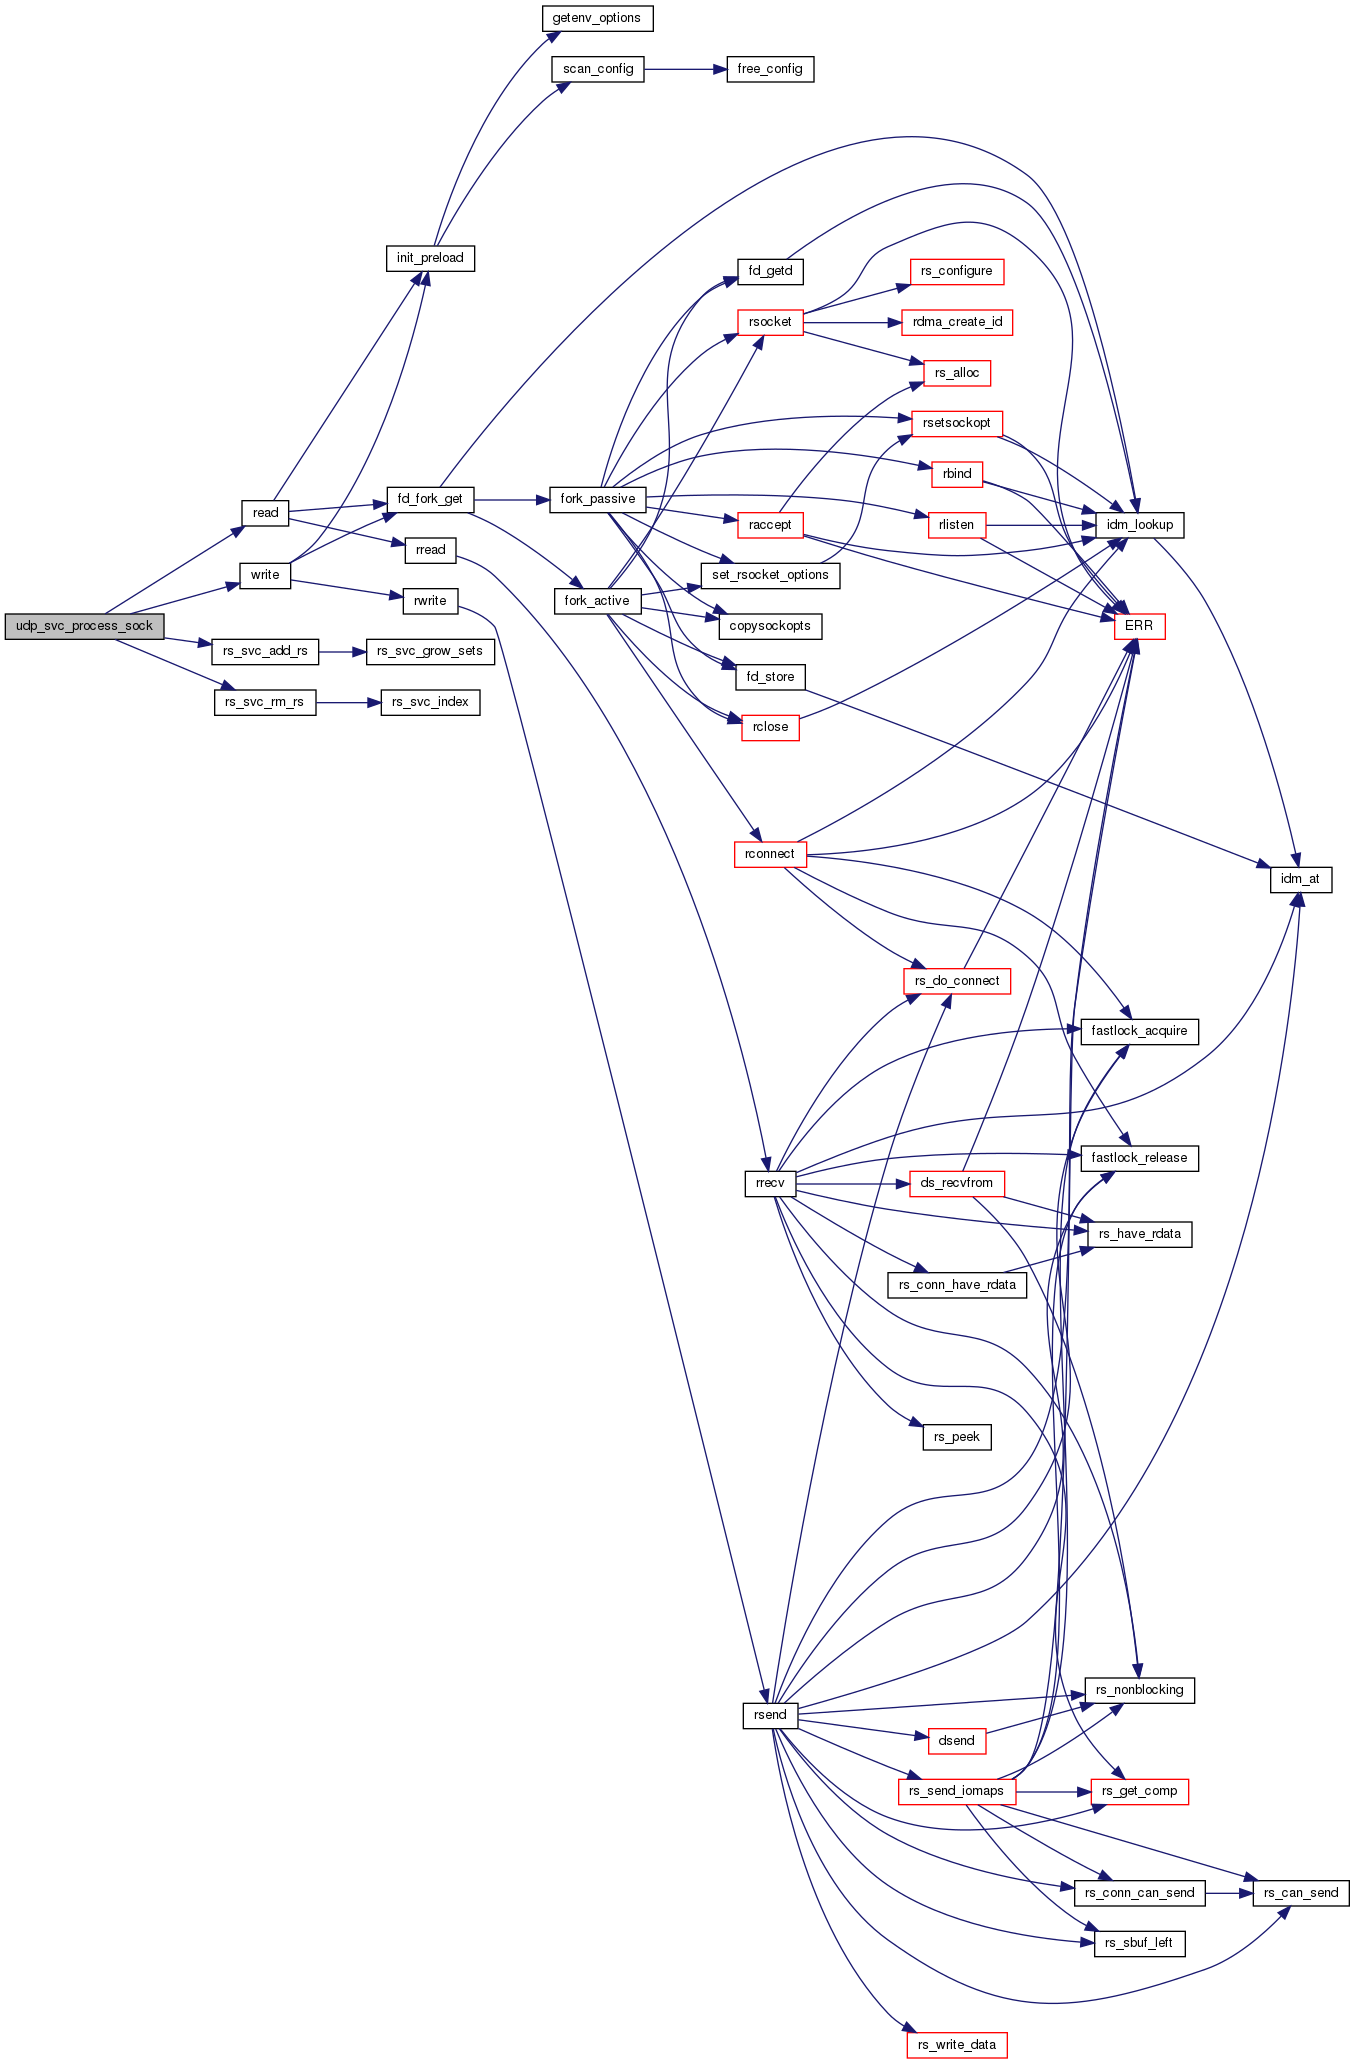 getenv_options
scan_config
free_config
init_preload
fd_getd
rs_configure
rsocket
rdma_create_id
rs_alloc
rsetsockopt
rbind
fd_fork_get
fork_passive
read
raccept
rlisten
idm_lookup
rread
write
set_rsocket_options
rwrite
fork_active
udp_svc_process_sock
copysockopts
ERR
rs_svc_add_rs
rs_svc_grow_sets
fd_store
rs_svc_rm_rs
rs_svc_index
rclose
rconnect
idm_at
rs_do_connect
fastlock_acquire
fastlock_release
rrecv
ds_recvfrom
rs_have_rdata
rs_conn_have_rdata
rs_peek
rs_nonblocking
rsend
dsend
rs_send_iomaps
rs_get_comp
rs_conn_can_send
rs_can_send
rs_sbuf_left
rs_write_data